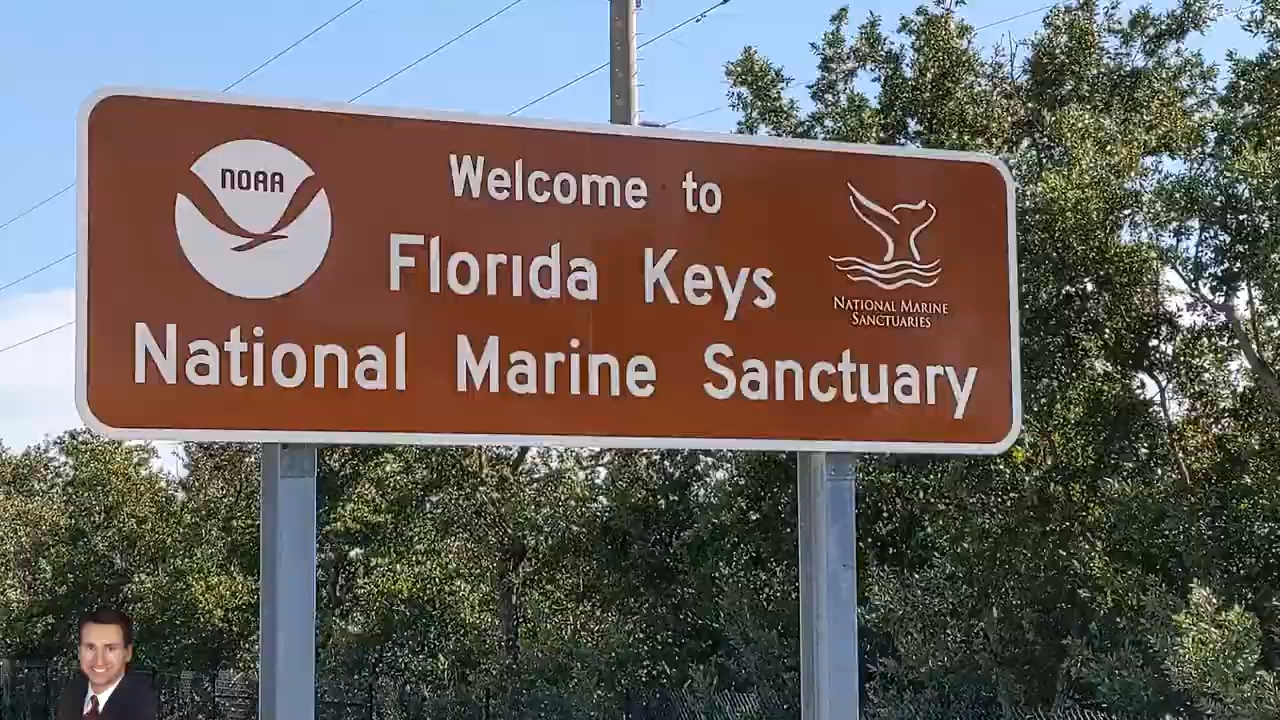 NOAA
Welcome to
Florida Keys
National Marine Sanctuary
National Marine
Sanctuaries